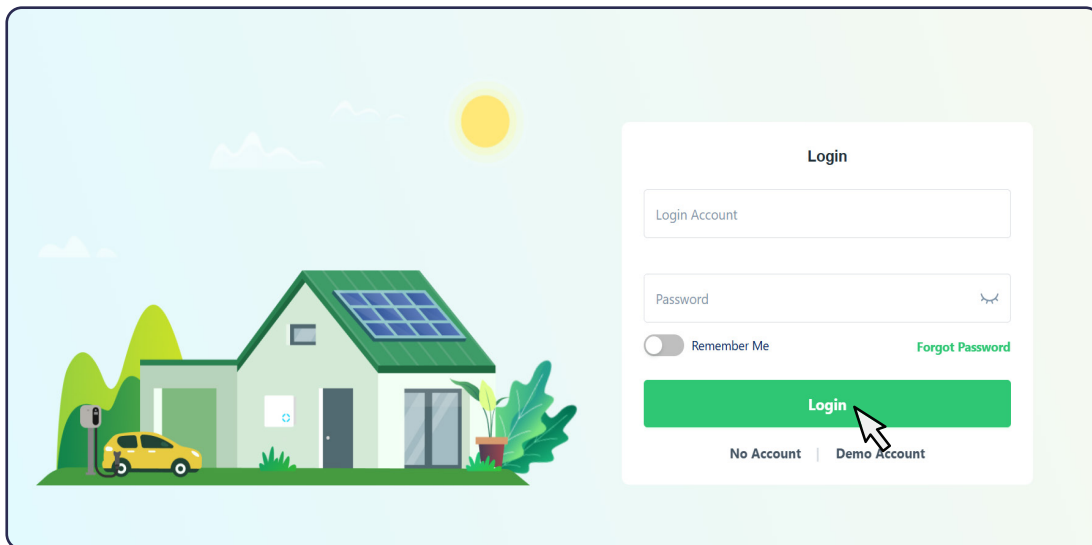 Login
Login Account
Password
Remember Me Forgot Password
Login
No Account | Demo Account